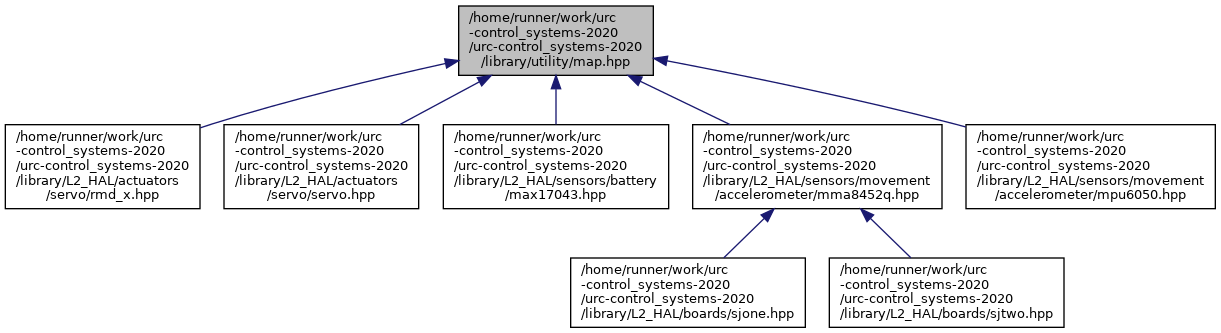 /home/runner/work/urc
-control_systems-2020
/urc-control_systems-2020
/library/utility/map.hpp
/home/runner/work/urc
-control_systems-2020
/urc-control_systems-2020
/library/L2_HAL/actuators
/servo/rmd_x.hpp
/home/runner/work/urc
-control_systems-2020
/urc-control_systems-2020
/library/L2_HAL/actuators
/servo/servo.hpp
/home/runner/work/urc
-control_systems-2020
/urc-control_systems-2020
/library/L2_HAL/sensors/battery
/max17043.hpp
/home/runner/work/urc
-control_systems-2020
/urc-control_systems-2020
/library/L2_HAL/sensors/movement
/accelerometer/mma8452q.hpp
/home/runner/work/urc
-control_systems-2020
/urc-control_systems-2020
/library/L2_HAL/sensors/movement
/accelerometer/mpu6050.hpp
/home/runner/work/urc
-control_systems-2020
/urc-control_systems-2020
/library/L2_HAL/boards/sjone.hpp
/home/runner/work/urc
-control_systems-2020
/urc-control_systems-2020
/library/L2_HAL/boards/sjtwo.hpp